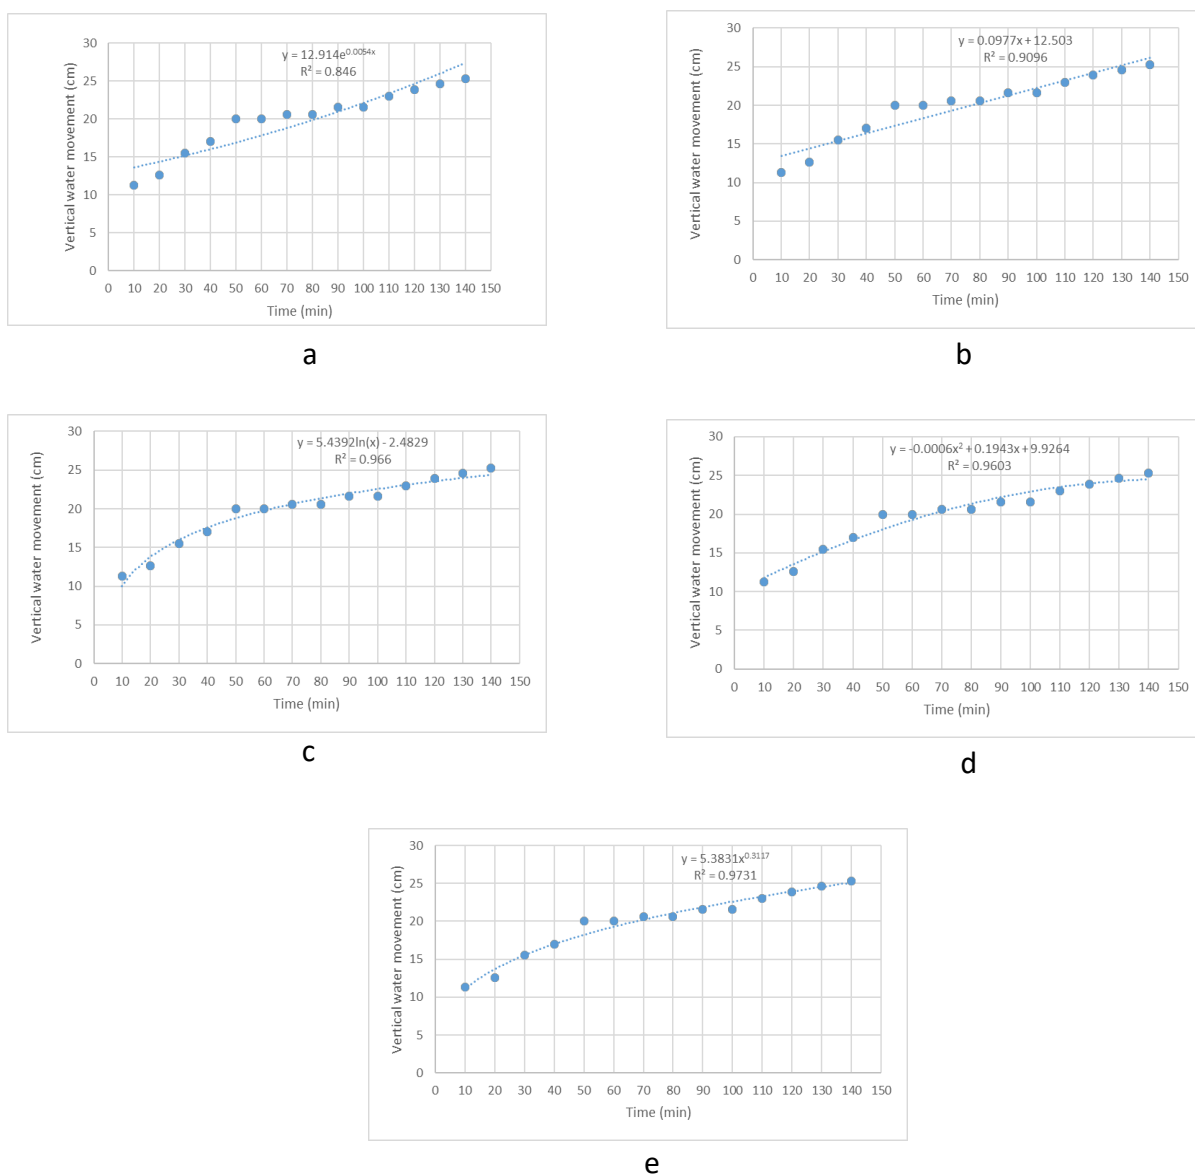 y = 12.914e^0.0054x
R² = 0.846
Vertical water movement (cm)
30
25
20
15
10
5
0
0 10 20 30 40 50 60 70 80 90 100 110 120 130 140 150
Time (min)
a
y = 0.0977x + 12.503
R² = 0.9096
Vertical water movement (cm)
30
25
20
15
10
5
0
0 10 20 30 40 50 60 70 80 90 100 110 120 130 140 150
Time (min)
b
y = 5.4392ln(x) - 2.4829
R² = 0.966
Vertical water movement (cm)
30
25
20
15
10
5
0
0 10 20 30 40 50 60 70 80 90 100 110 120 130 140 150
Time (min)
c
y = -0.0006x² + 0.1943x + 9.9264
R² = 0.9603
Vertical water movement (cm)
30
25
20
15
10
5
0
0 10 20 30 40 50 60 70 80 90 100 110 120 130 140 150
Time (min)
d
y = 5.3831x^0.3117
R² = 0.9731
Vertical water movement (cm)
30
25
20
15
10
5
0
0 10 20 30 40 50 60 70 80 90 100 110 120 130 140 150
Time (min)
e